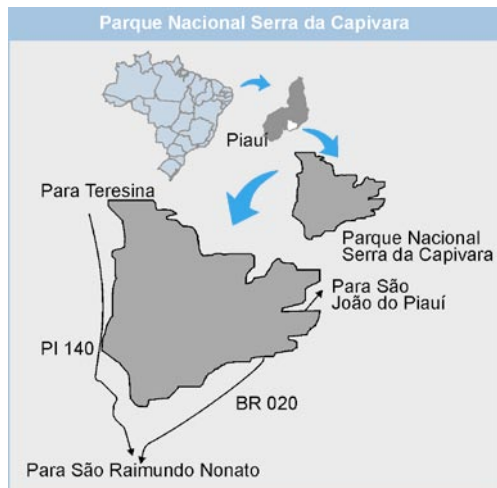 Parque Nacional Serra da Capivara
Piauí
Para Teresina
Parque Nacional
Serra da Capivara
Para São
João do Piauí
PI 140
BR 020
Para São Raimundo Nonato